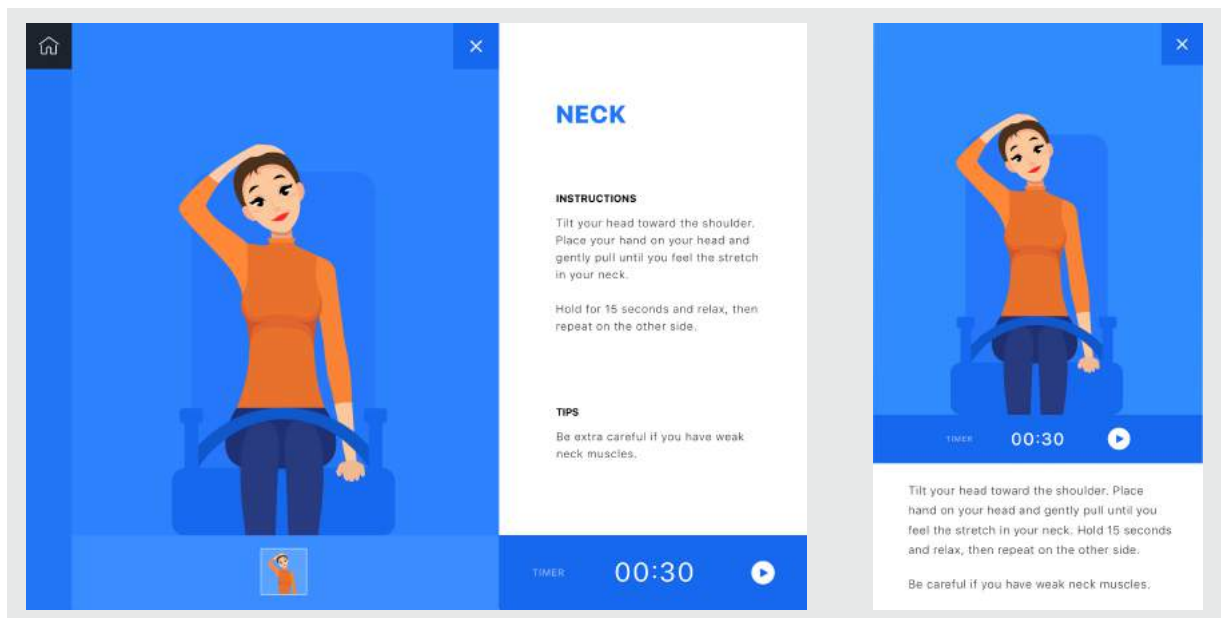 NECK
INSTRUCTIONS
Tilt your head toward the shoulder.
Place your hand on your head and
gently pull until you feel the stretch
in your neck.
Hold for 15 seconds and relax, then
repeat on the other side.
TIPS
Be extra careful if you have weak
neck muscles.
TIMER 00:30
TIMER 00:30
Tilt your head toward the shoulder. Place
hand on your head and gently pull until you
feel the stretch in your neck. Hold 15 seconds
and relax, then repeat on the other side.
Be careful if you have weak neck muscles.